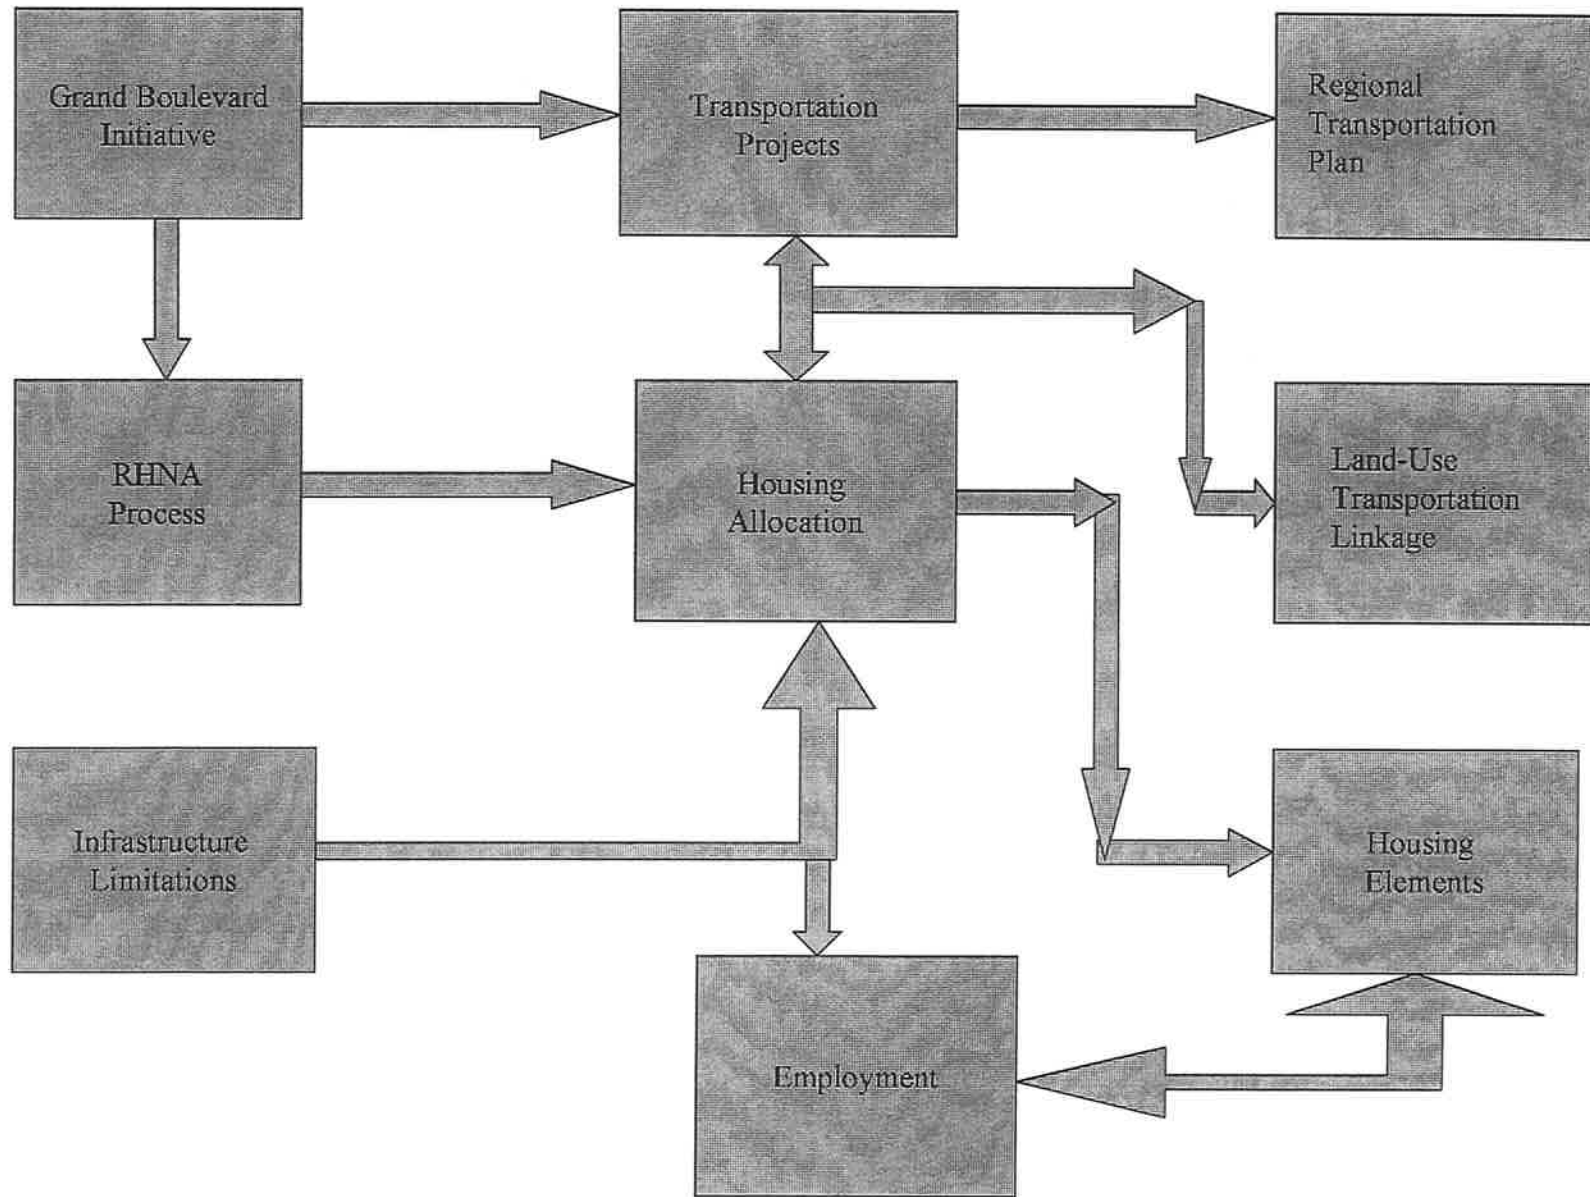 Grand Boulevard
Initiative
Transportation
Projects
Regional
Transportation
Plan
RHNA
Process
Housing
Allocation
Land-Use
Transportation
Linkage
Infrastructure
Limitations
Housing
Elements
Employment